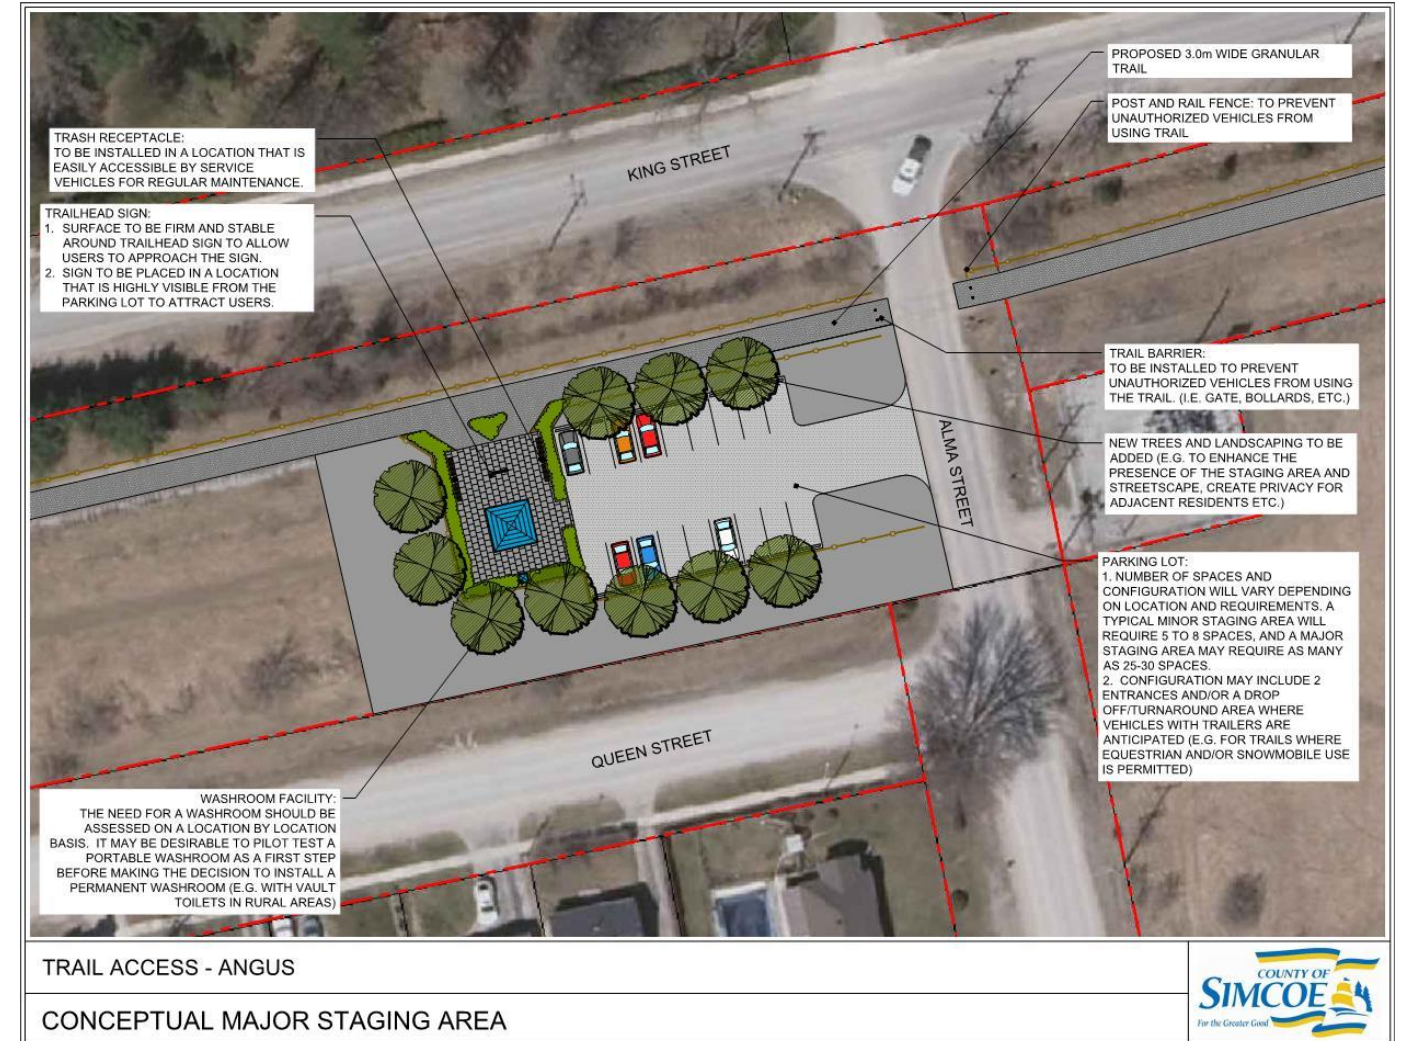 PROPOSED 3.0m WIDE GRANULAR
TRAIL
POST AND RAIL FENCE: TO PREVENT
UNAUTHORIZED VEHICLES FROM
USING TRAIL
TRASH RECEPTACLE:
TO BE INSTALLED IN A LOCATION THAT IS
EASILY ACCESSIBLE BY SERVICE
VEHICLES FOR REGULAR MAINTENANCE.
KING STREET
TRAILHEAD SIGN:
1. SURFACE TO BE FIRM AND STABLE
AROUND TRAILHEAD SIGN TO ALLOW
USERS TO APPROACH THE SIGN.
2. SIGN TO BE PLACED IN A LOCATION
THAT IS HIGHLY VISIBLE FROM THE
PARKING LOT TO ATTRACT USERS.
TRAIL BARRIER:
TO BE INSTALLED TO PREVENT
UNAUTHORIZED VEHICLES FROM USING
THE TRAIL. (I.E. GATE, BOLLARDS, ETC.)
ALMA STREET
NEW TREES AND LANDSCAPING TO BE
ADDED (E.G. TO ENHANCE THE
PRESENCE OF THE STAGING AREA AND
STREETSCAPE, CREATE PRIVACY FOR
ADJACENT RESIDENTS ETC.)
PARKING LOT:
1. NUMBER OF SPACES AND
CONFIGURATION WILL VARY DEPENDING
ON LOCATION AND REQUIREMENTS. A
TYPICAL MINOR STAGING AREA WILL
REQUIRE 5 TO 8 SPACES, AND A MAJOR
STAGING AREA MAY REQUIRE AS MANY
AS 25-30 SPACES.
2. CONFIGURATION MAY INCLUDE 2
ENTRANCES AND/OR A DROP
OFF/TURNAROUND AREA WHERE
VEHICLES WITH TRAILERS ARE
ANTICIPATED (E.G. FOR TRAILS WHERE
EQUESTRIAN AND/OR SNOWMOBILE USE
IS PERMITTED)
QUEEN STREET
WASHROOM FACILITY:
THE NEED FOR A WASHROOM SHOULD BE
ASSESSED ON A LOCATION BY LOCATION
BASIS. IT MAY BE DESIRABLE TO PILOT TEST A
PORTABLE WASHROOM AS A FIRST STEP
BEFORE MAKING THE DECISION TO INSTALL A
PERMANENT WASHROOM (E.G. WITH VAULT
TOILETS IN RURAL AREAS)
TRAIL ACCESS - ANGUS
CONCEPTUAL MAJOR STAGING AREA
COUNTY OF
SIMCOE
For the Greater Good